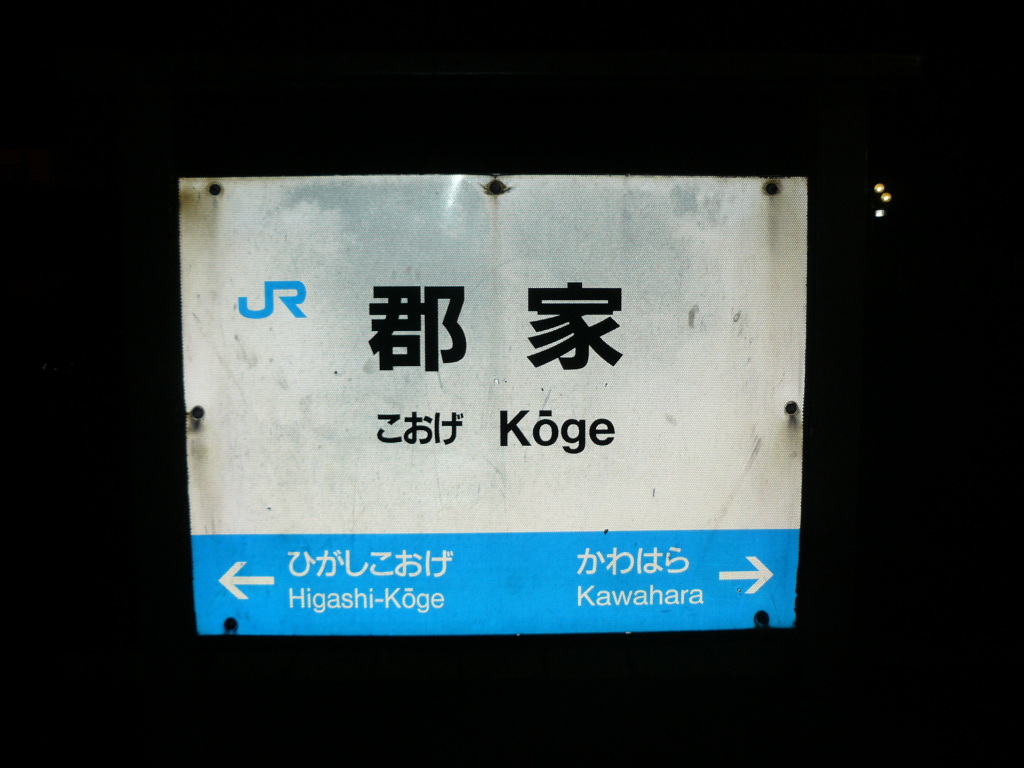 JR 郡家
こおげ Kōge
← ひがしこおげ かわはら →
Higashi-Kōge Kawahara